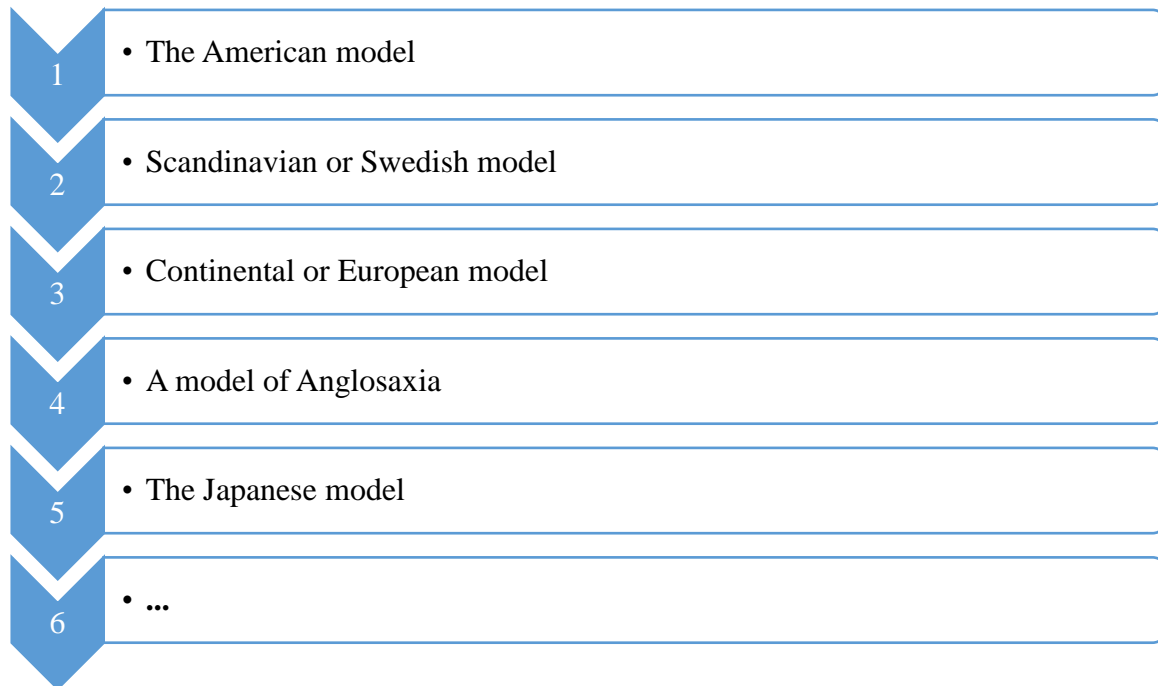 1
• The American model
2
• Scandinavian or Swedish model
3
• Continental or European model
4
• A model of Anglosaxia
5
• The Japanese model
6
• ...